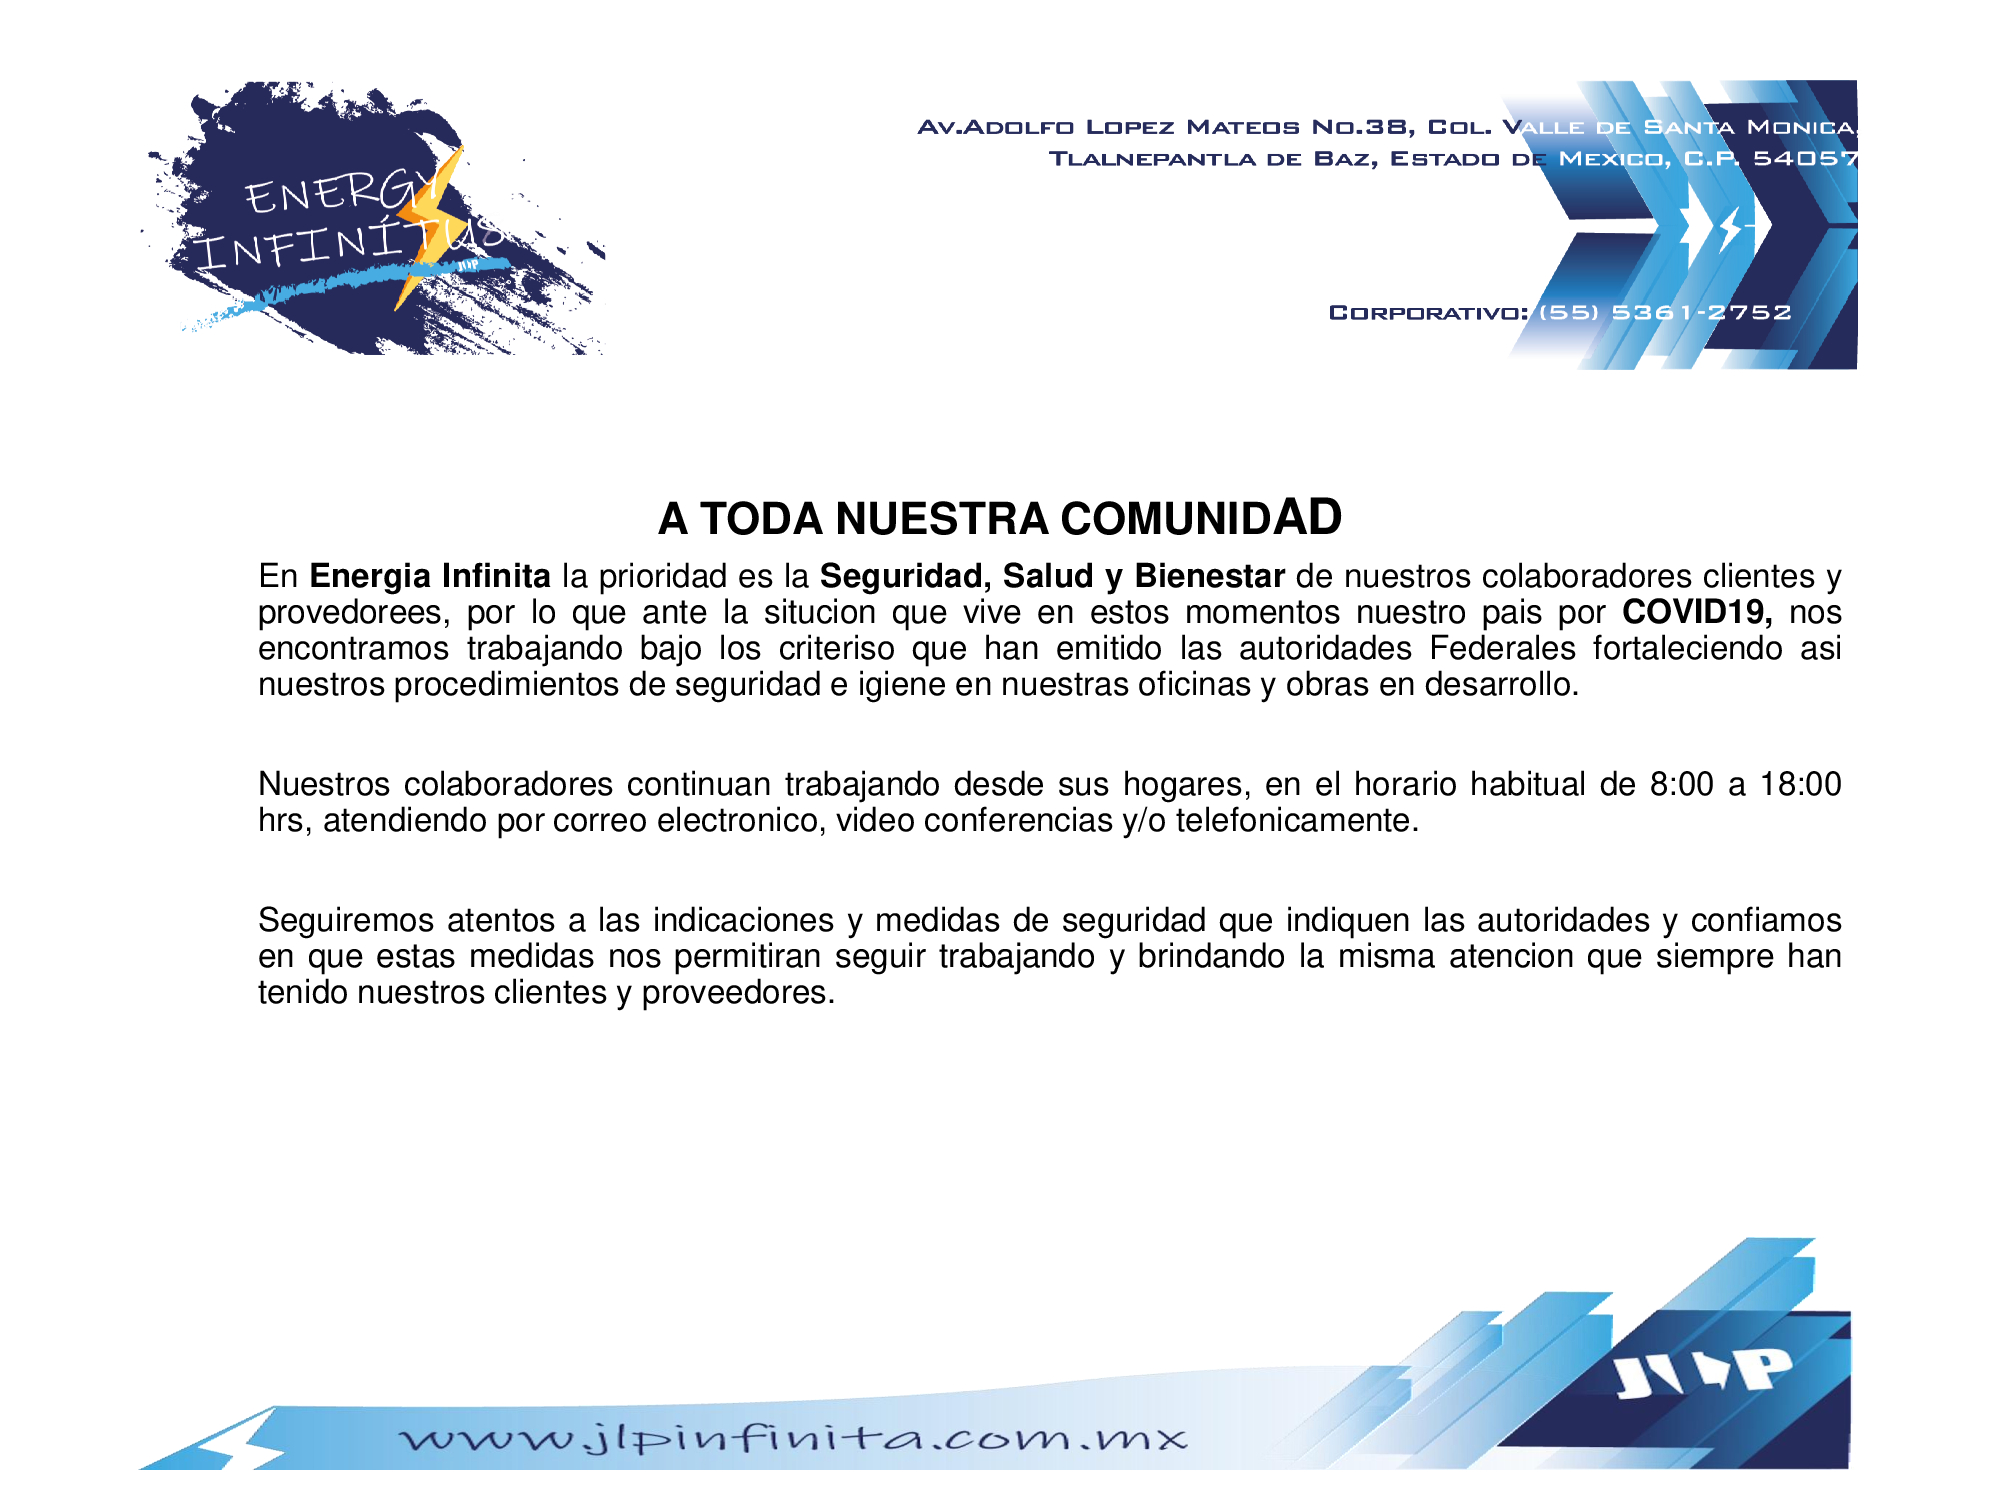 ENERGY
INFINÍTUS
JLP
Av.Adolfo Lopez Mateos No.38, Col. Valle de Santa Monica,
Tlalnepantla de Baz, Estado de Mexico, C.P. 54057
Corporativo: (55) 5361-2752
A TODA NUESTRA COMUNIDAD
En Energia Infinita la prioridad es la Seguridad, Salud y Bienestar de nuestros colaboradores clientes y
provedorees, por lo que ante la situcion que vive en estos momentos nuestro pais por COVID19, nos
encontramos trabajando bajo los criteriso que han emitido las autoridades Federales fortaleciendo asi
nuestros procedimientos de seguridad e igiene en nuestras oficinas y obras en desarrollo.
Nuestros colaboradores continuan trabajando desde sus hogares, en el horario habitual de 8:00 a 18:00
hrs, atendiendo por correo electronico, video conferencias y/o telefonicamente.
Seguiremos atentos a las indicaciones y medidas de seguridad que indiquen las autoridades y confiamos
en que estas medidas nos permitiran seguir trabajando y brindando la misma atencion que siempre han
tenido nuestros clientes y proveedores.
www.jlpinfinita.com.mx
JLP